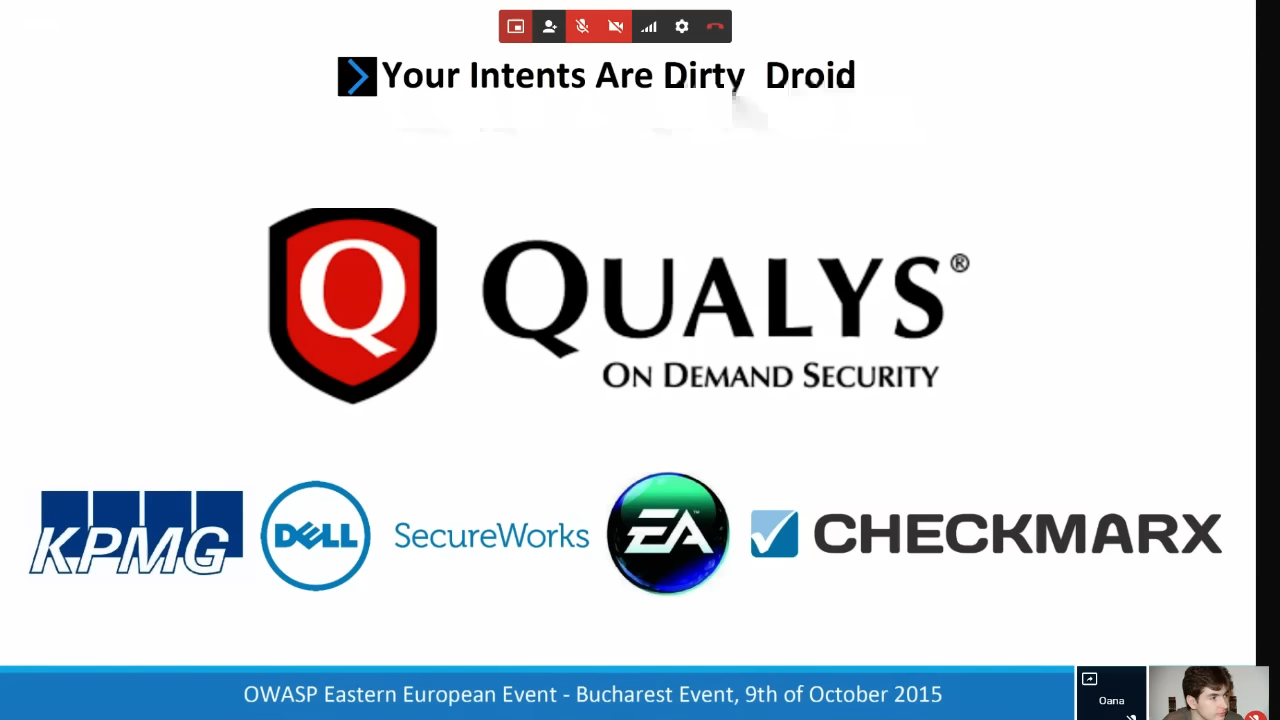 Your Intents Are Dirty Droid
Q QUALYS®
ON DEMAND SECURITY
KPMG DELL SecureWorks EA™ CHECKMARX
OWASP Eastern European Event - Bucharest Event, 9th of October 2015
Oana